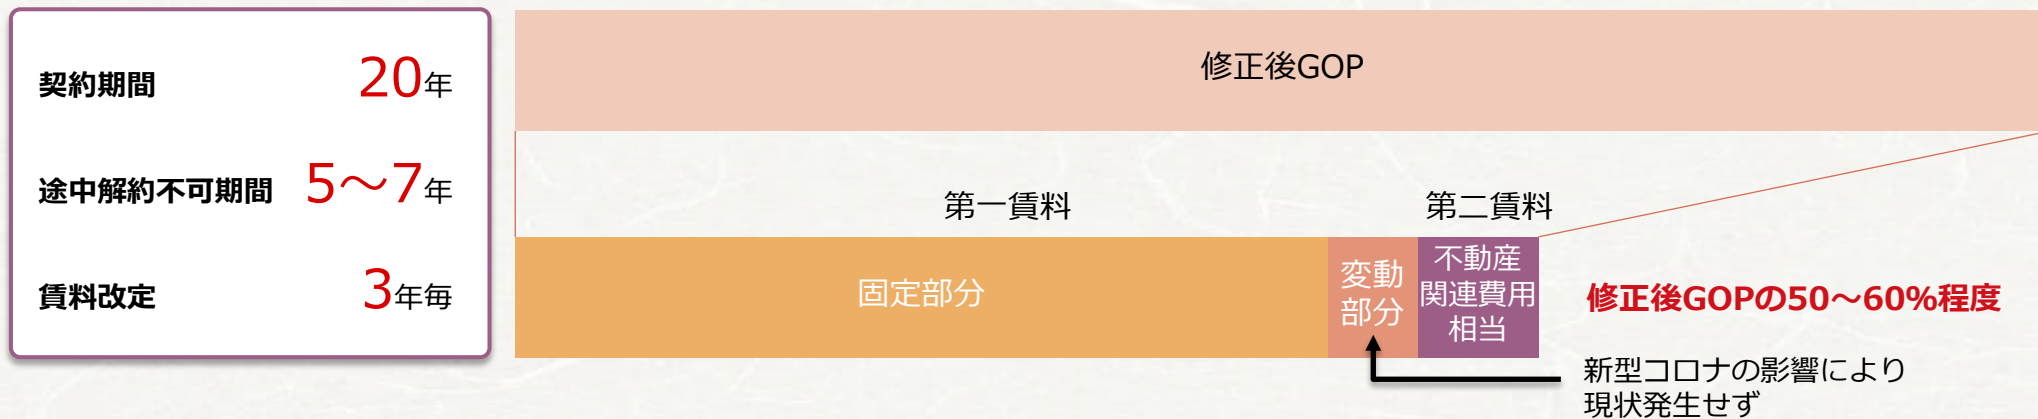 契約期間 20年
途中解約不可期間 5～7年
賃料改定 3年毎
修正後GOP
第一賃料
第二賃料
固定部分
変動
部分
不動産
関連費用
相当
修正後GOPの50～60%程度
新型コロナの影響により
現状発生せず